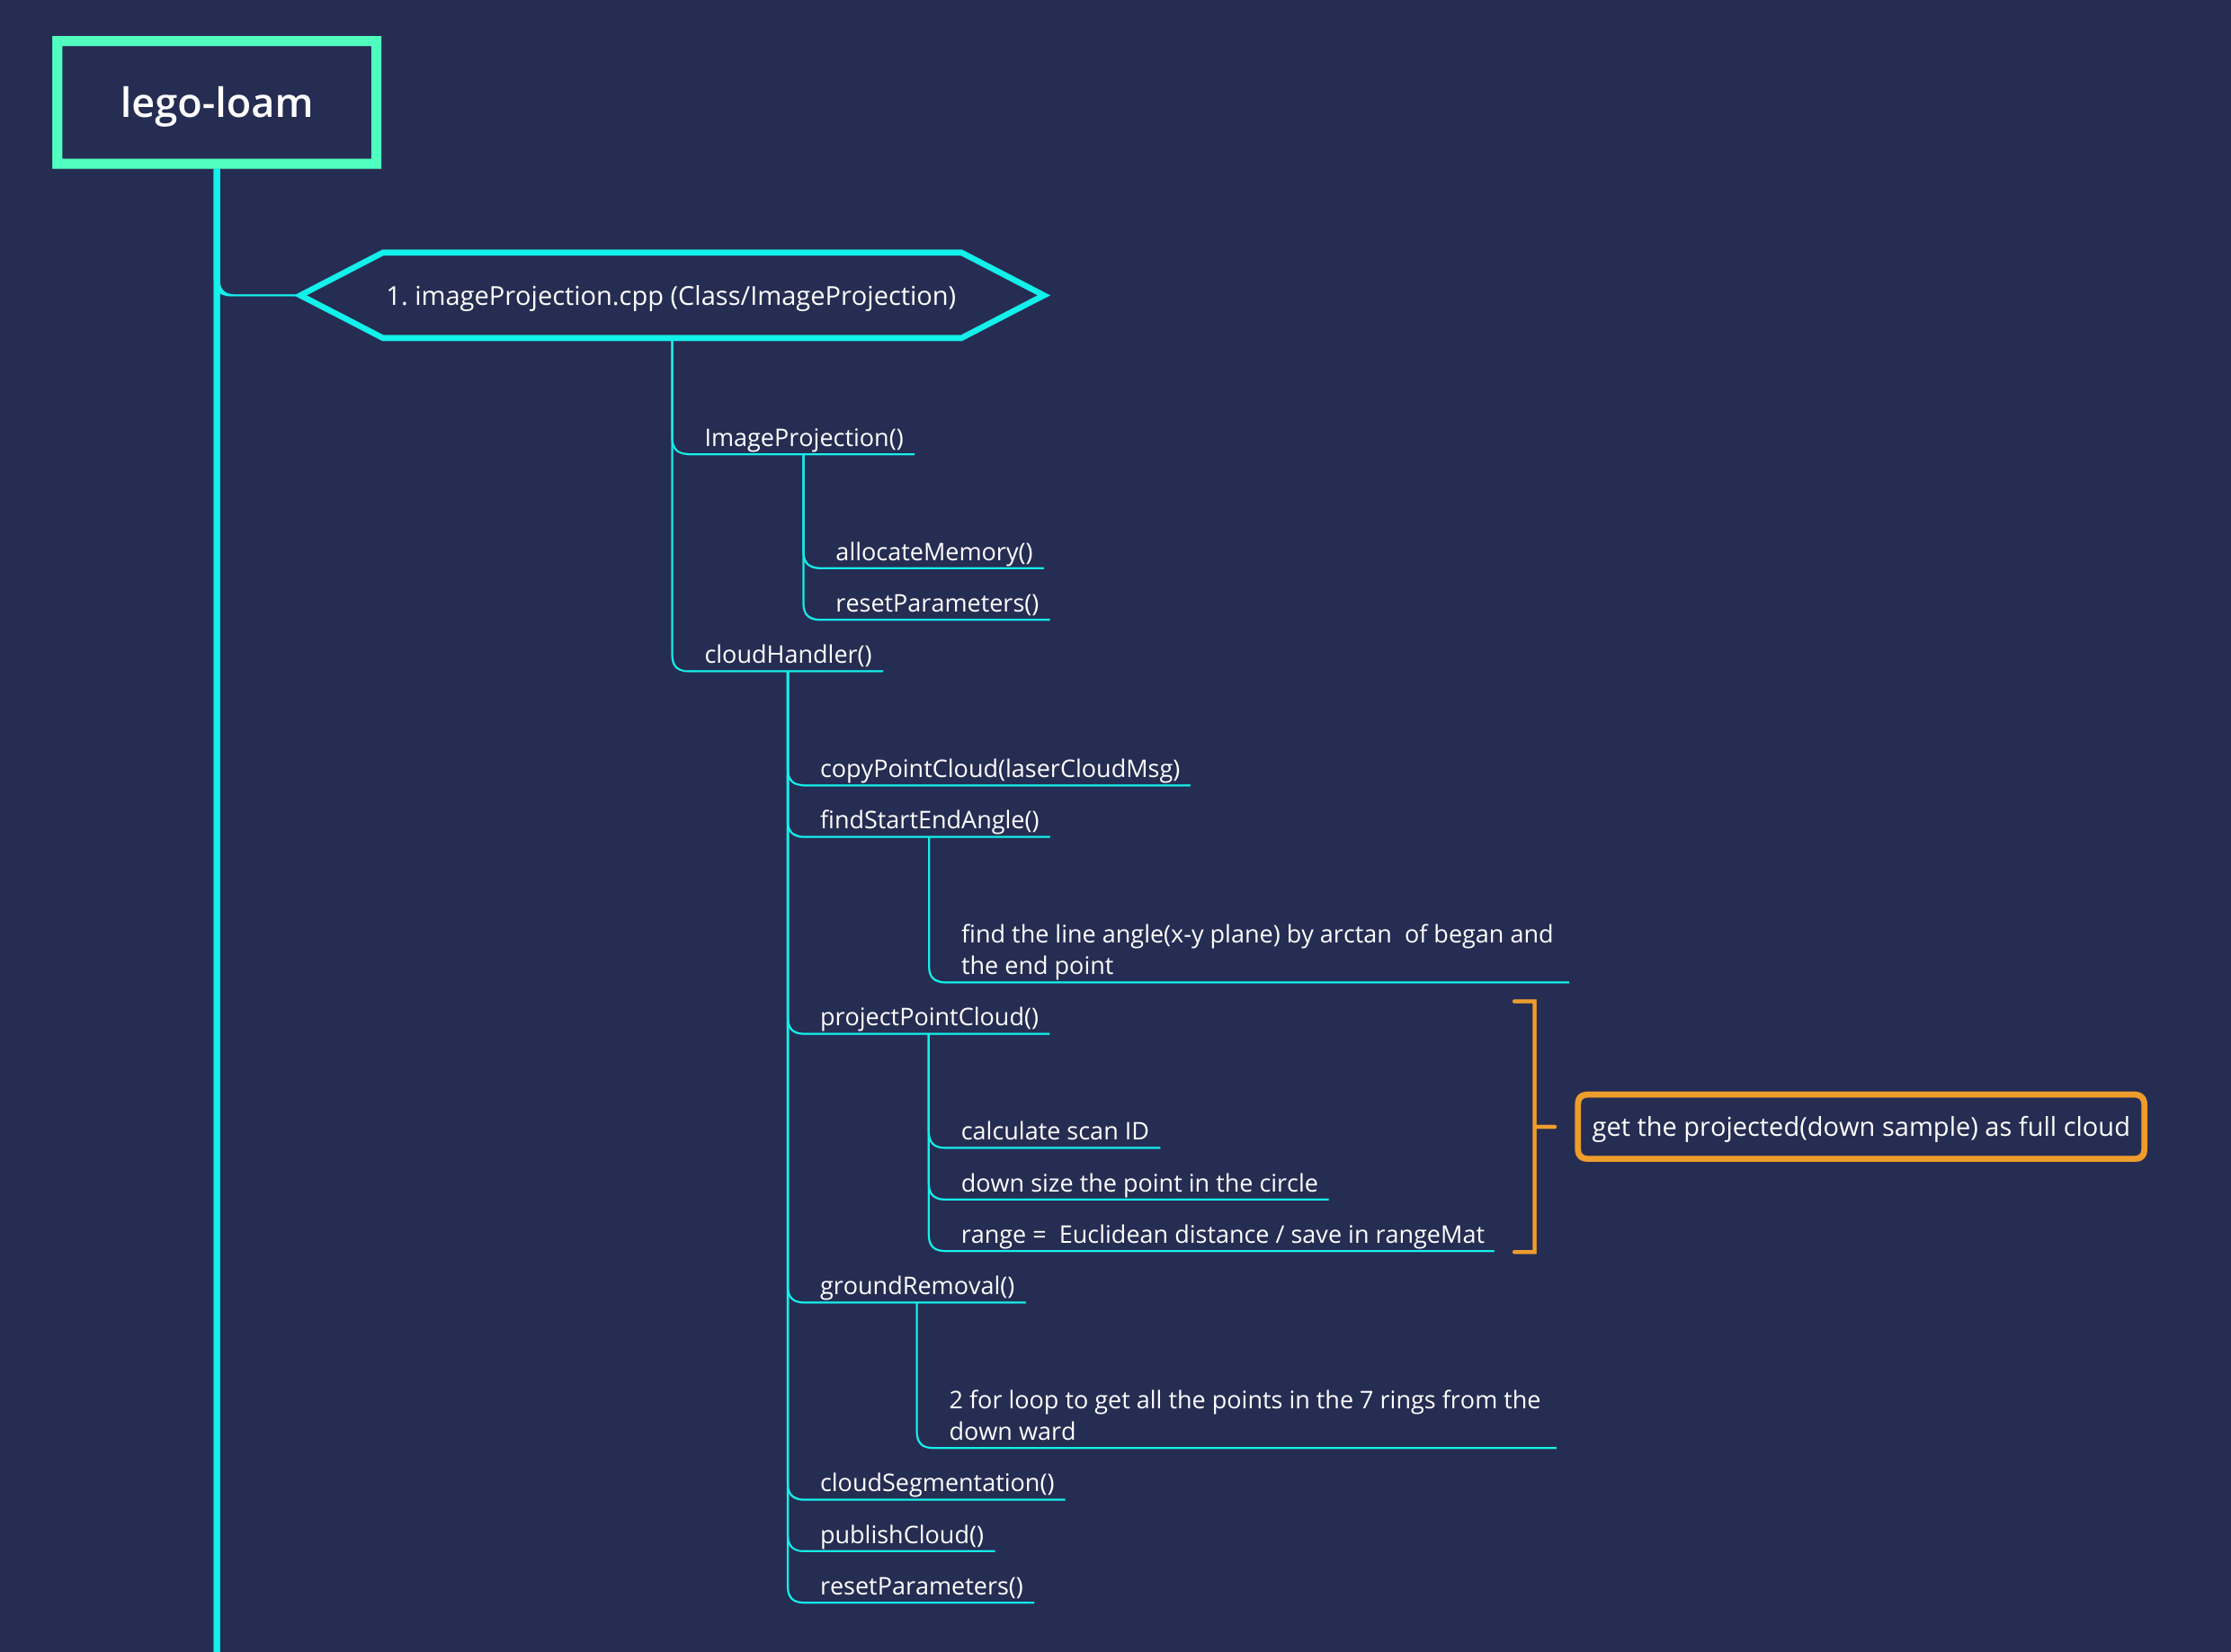 lego-loam
1. imageProjection.cpp (Class/ImageProjection)
ImageProjection()
allocateMemory()
resetParameters()
cloudHandler()
copyPointCloud(laserCloudMsg)
findStartEndAngle()
find the line angle(x-y plane) by arctan  of began and
the end point
projectPointCloud()
calculate scan ID
down size the point in the circle
range =  Euclidean distance / save in rangeMat
get the projected(down sample) as full cloud
groundRemoval()
2 for loop to get all the points in the 7 rings from the
down ward
cloudSegmentation()
publishCloud()
resetParameters()